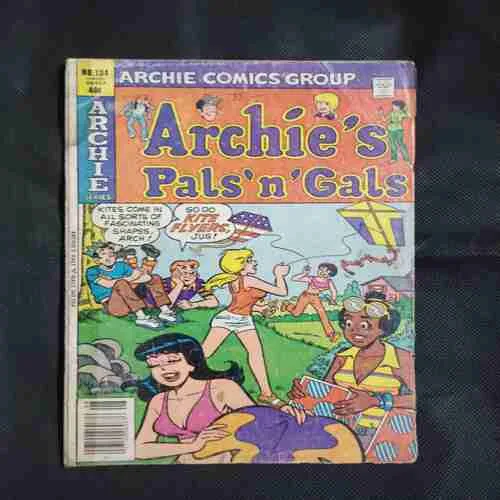 NO. 134
40¢
ARCHIE COMICS GROUP
ARCHIE
SERIES
Archie's
Pals 'n' Gals
KITES COME IN
ALL SORTS OF
FASCINATING
SHAPES,
ARCH!
SO DO
KITE
FLYERS,
JUG!